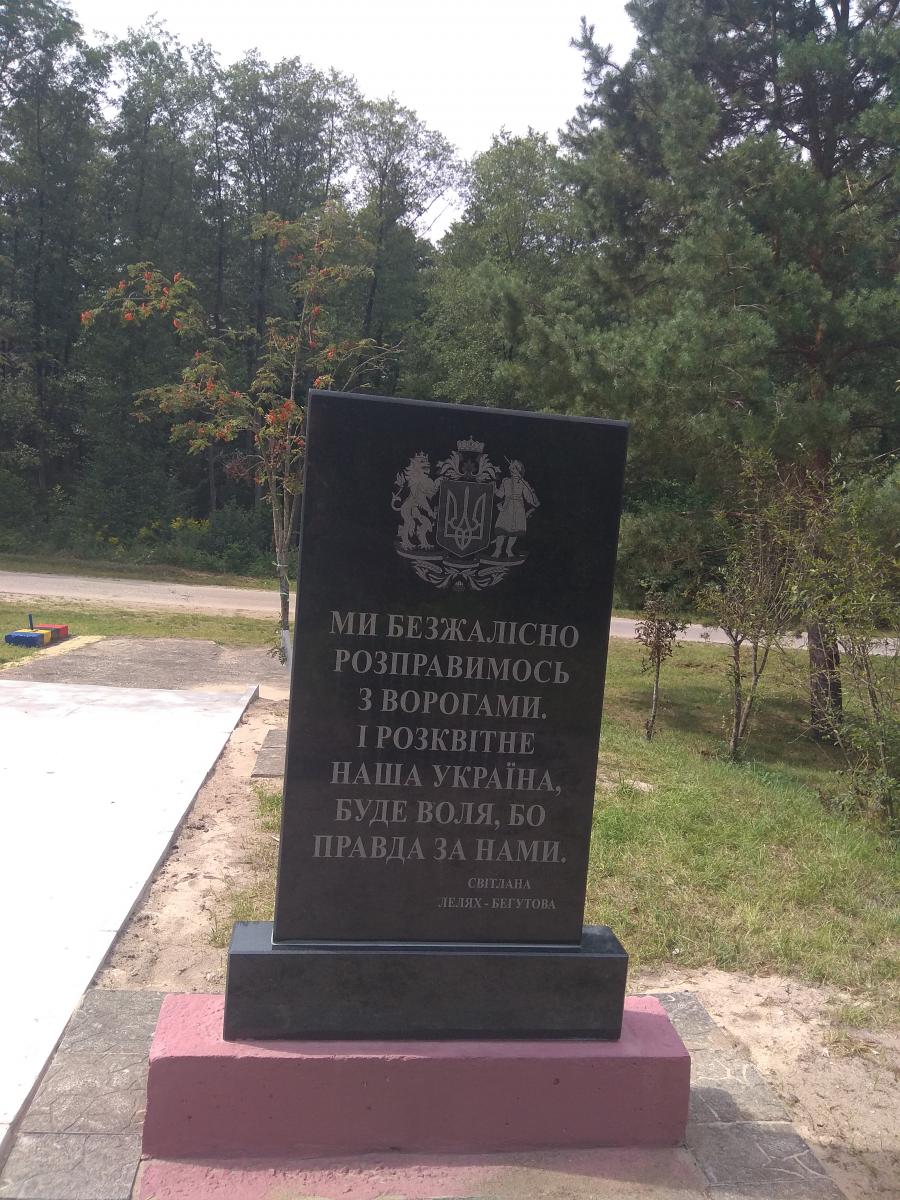 МИ БЕЗЖАЛІСНО
РОЗПРАВИМОСЬ
З ВОРОГАМИ.
І РОЗКВІТНЕ
НАША УКРАЇНА,
БУДЕ ВОЛЯ, БО
ПРАВДА ЗА НАМИ.
СВІТЛАНА
ЛЕЛЯХ - БЕГУТОВА